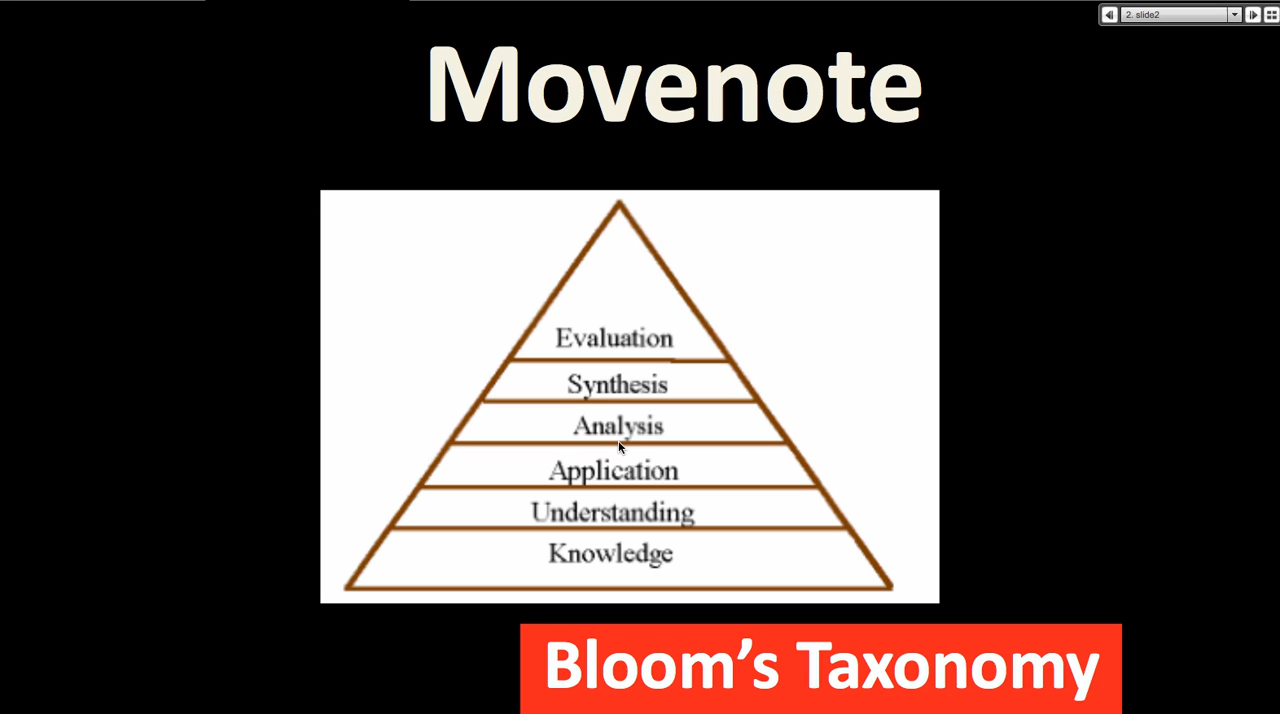 2. slide2
Movenote
Evaluation
Synthesis
Analysis
Application
Understanding
Knowledge
Bloom’s Taxonomy